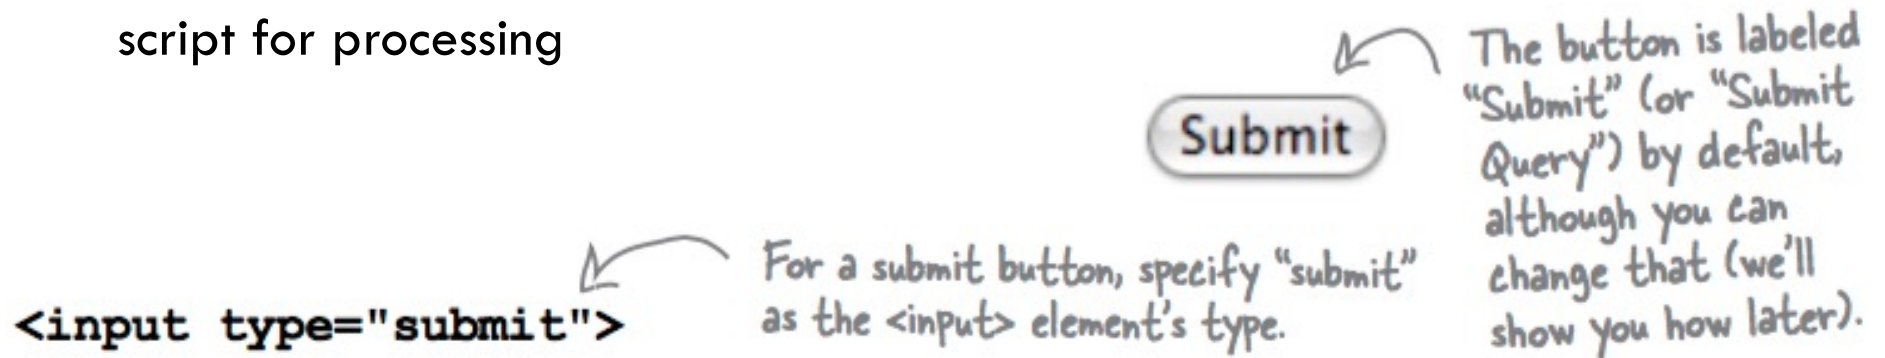 script for processing
The button is labeled
“Submit” (or “Submit
Query”) by default,
although you can
change that (we’ll
show you how later).
Submit
For a submit button, specify “submit”
as the <input> element’s type.
<input type="submit">